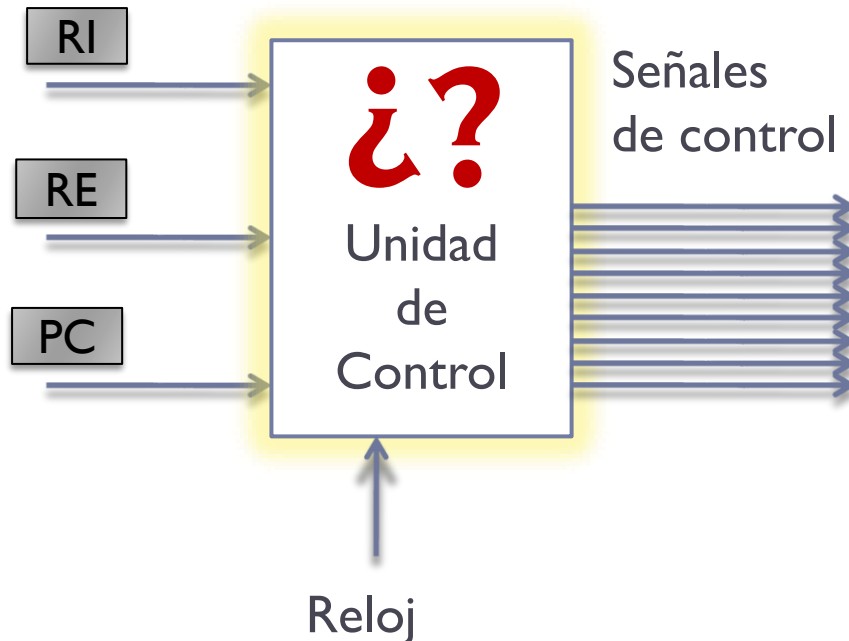 RI
RE
PC
¿?
Unidad
de
Control
Señales
de control
Reloj